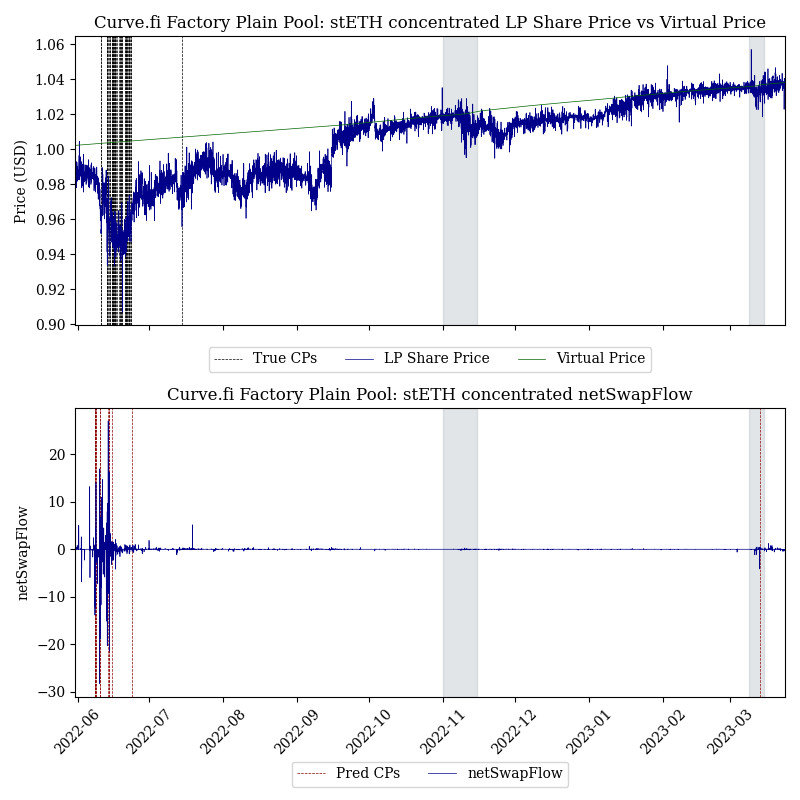 Curve.fi Factory Plain Pool: stETH concentrated LP Share Price vs Virtual Price
1.06
1.04
1.02
1.00
0.98
0.96
0.94
0.92
0.90
Price (USD)
True CPs LP Share Price Virtual Price
Curve.fi Factory Plain Pool: stETH concentrated netSwapFlow
20
10
0
−10
−20
−30
netSwapFlow
2022-06 2022-07 2022-08 2022-09 2022-10 2022-11 2022-12 2023-01 2023-02 2023-03
Pred CPs netSwapFlow